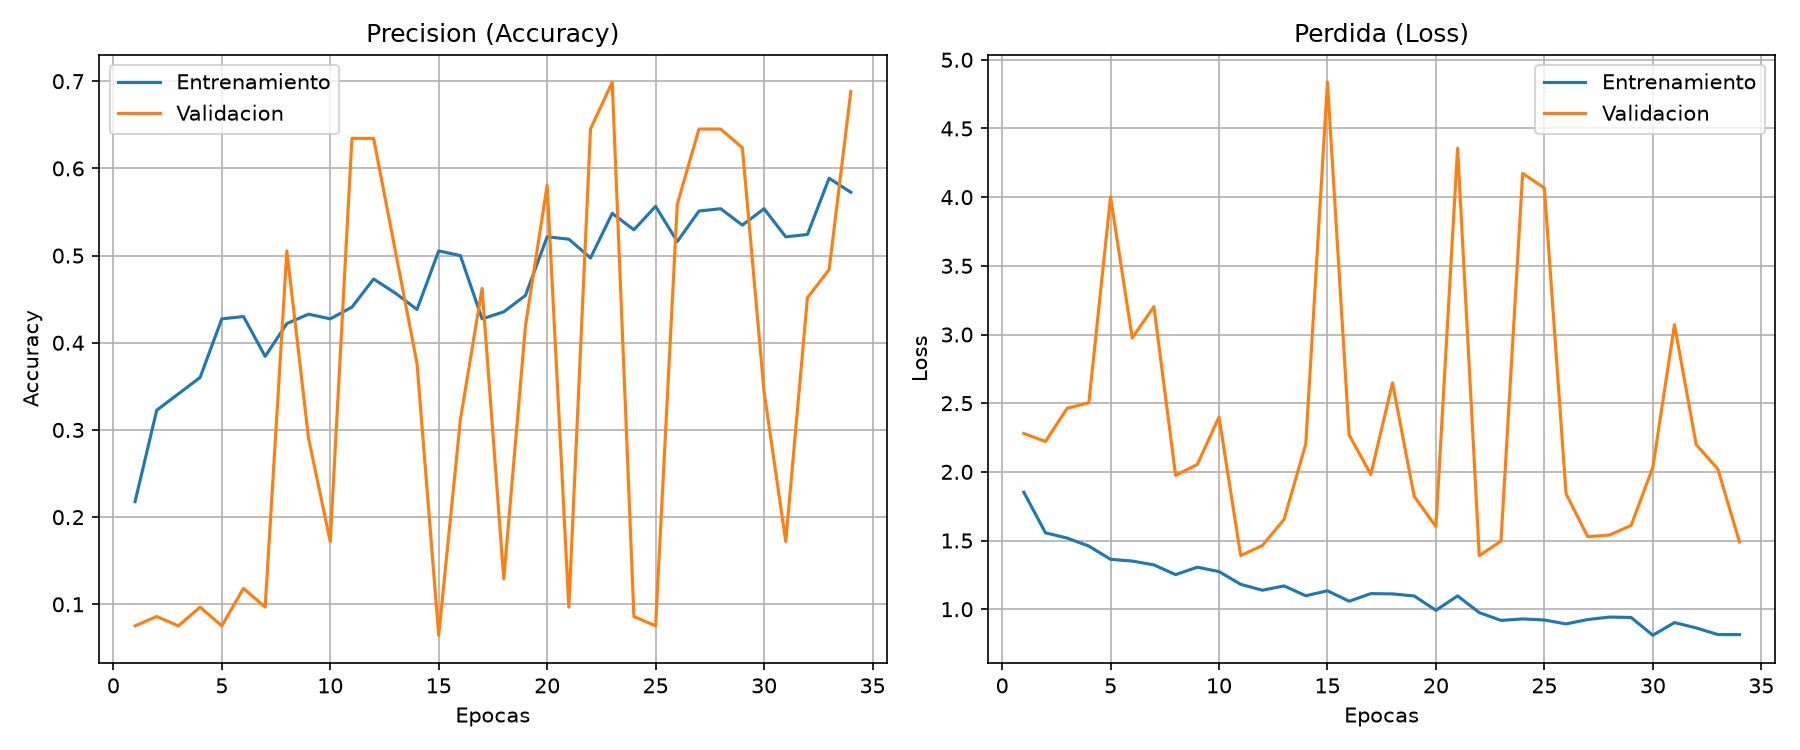 Precision (Accuracy)
Entrenamiento
Validacion
0.7
0.6
0.5
0.4
0.3
0.2
0.1
Accuracy
0 5 10 15 20 25 30 35
Epocas
Perdida (Loss)
Entrenamiento
Validacion
5.0
4.5
4.0
3.5
3.0
2.5
2.0
1.5
1.0
Loss
0 5 10 15 20 25 30 35
Epocas